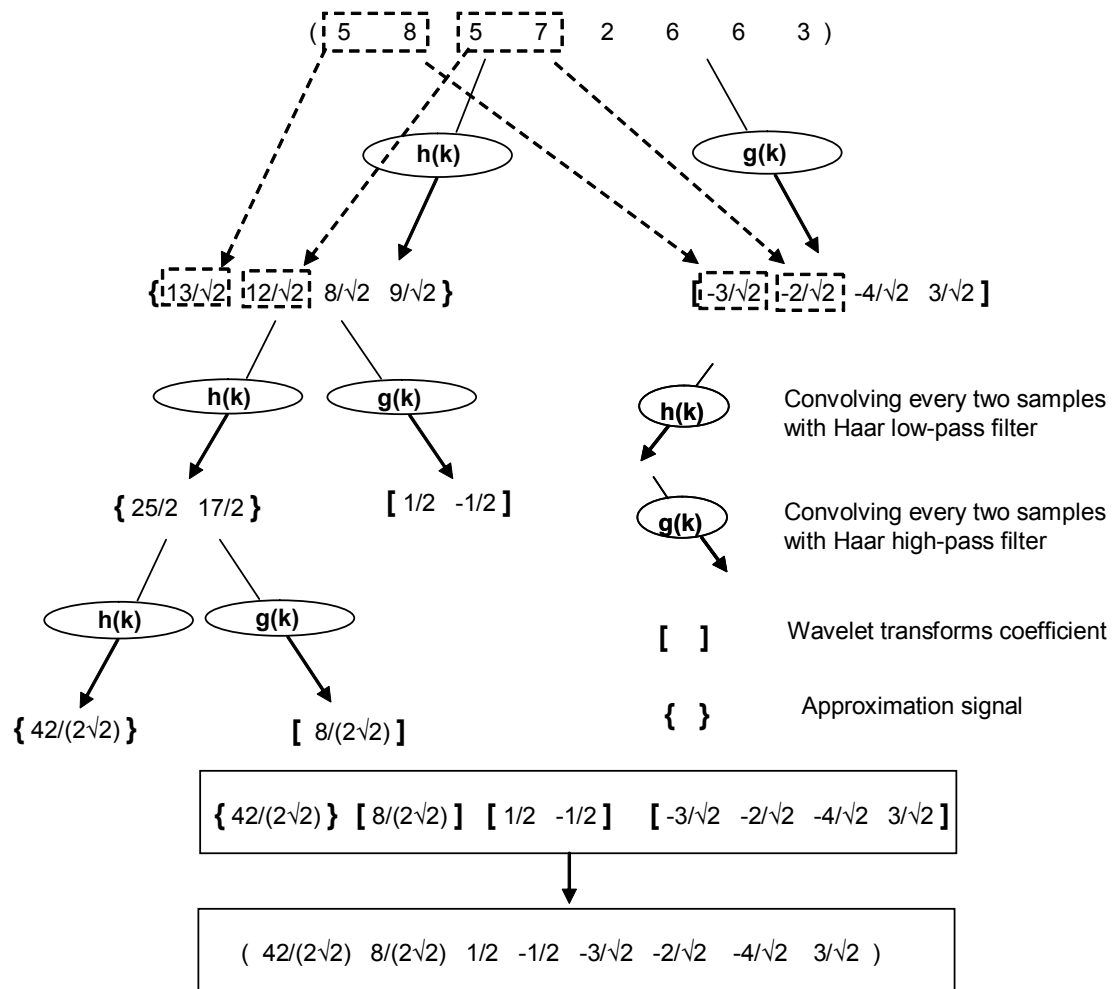 ( 5 8 5 7 2 6 6 3 )
h(k)
g(k)
{ 13/√2 12/√2 8/√2 9/√2 }
[ -3/√2 -2/√2 -4/√2 3/√2 ]
h(k)
g(k)
h(k)
Convolving every two samples
with Haar low-pass filter
{ 25/2 17/2 }
[ 1/2 -1/2 ]
g(k)
Convolving every two samples
with Haar high-pass filter
h(k)
g(k)
[ ]
Wavelet transforms coefficient
{ 42/(2√2) }
[ 8/(2√2) ]
{ }
Approximation signal
{ 42/(2√2) } [ 8/(2√2) ] [ 1/2 -1/2 ] [ -3/√2 -2/√2 -4/√2 3/√2 ]
( 42/(2√2) 8/(2√2) 1/2 -1/2 -3/√2 -2/√2 -4/√2 3/√2 )